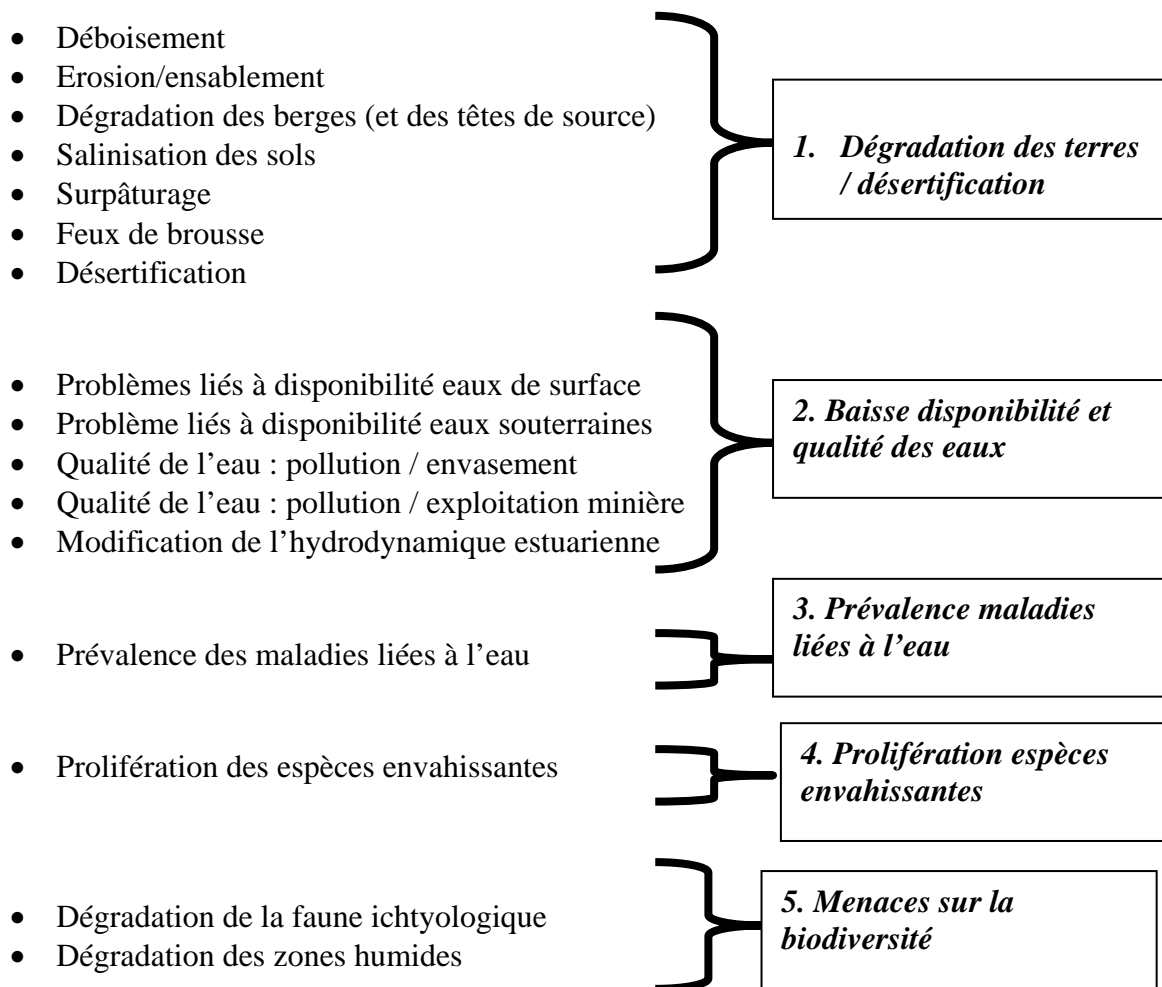 • Déboisement
• Erosion/ensablement
• Dégradation des berges (et des têtes de source)
• Salinisation des sols
• Surpâturage
• Feux de brousse
• Désertification
1. Dégradation des terres
/ désertification
• Problèmes liés à disponibilité eaux de surface
• Problème liés à disponibilité eaux souterraines
• Qualité de l’eau : pollution / envasement
• Qualité de l’eau : pollution / exploitation minière
• Modification de l’hydrodynamique estuarienne
2. Baisse disponibilité et
qualité des eaux
• Prévalence des maladies liées à l’eau
3. Prévalence maladies
liées à l’eau
• Prolifération des espèces envahissantes
4. Prolifération espèces
envahissantes
• Dégradation de la faune ichtyologique
• Dégradation des zones humides
5. Menaces sur la
biodiversité